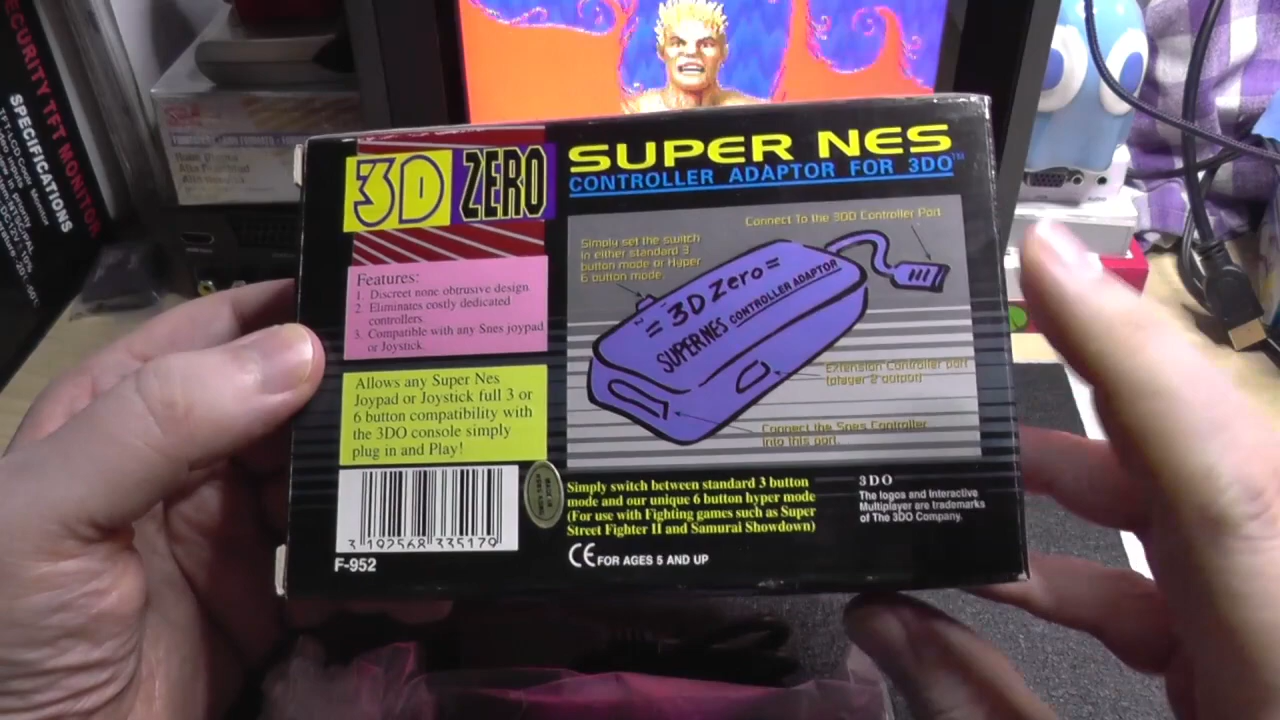 SECURITY TFT MONITOR
SPECIFICATIONS
3D ZERO
SUPER NES
CONTROLLER ADAPTOR FOR 3DO™
Features:
1. Discreet none obtrusive design.
2. Eliminates costly dedicated
controllers.
3. Compatible with any Snes joypad
or Joystick.
Allows any Super Nes
Joypad or Joystick full 3 or
6 button compatibility with
the 3DO console simply
plug in and Play!
3 192568 335179
F-952
Simply set the switch
in either standard 3
button mode or Hyper
6 button mode.
Connect To the 3DO Controller Port
= 3D Zero =
SUPERNES CONTROLLER ADAPTOR
Extension Controller port
(player 2 output)
Connect the Snes Controller
into this port.
Simply switch between standard 3 button
mode and our unique 6 button hyper mode
(For use with Fighting games such as Super
Street Fighter II and Samurai Showdown)
CE FOR AGES 5 AND UP
3DO
The logos and Interactive
Multiplayer are trademarks
of The 3DO Company.